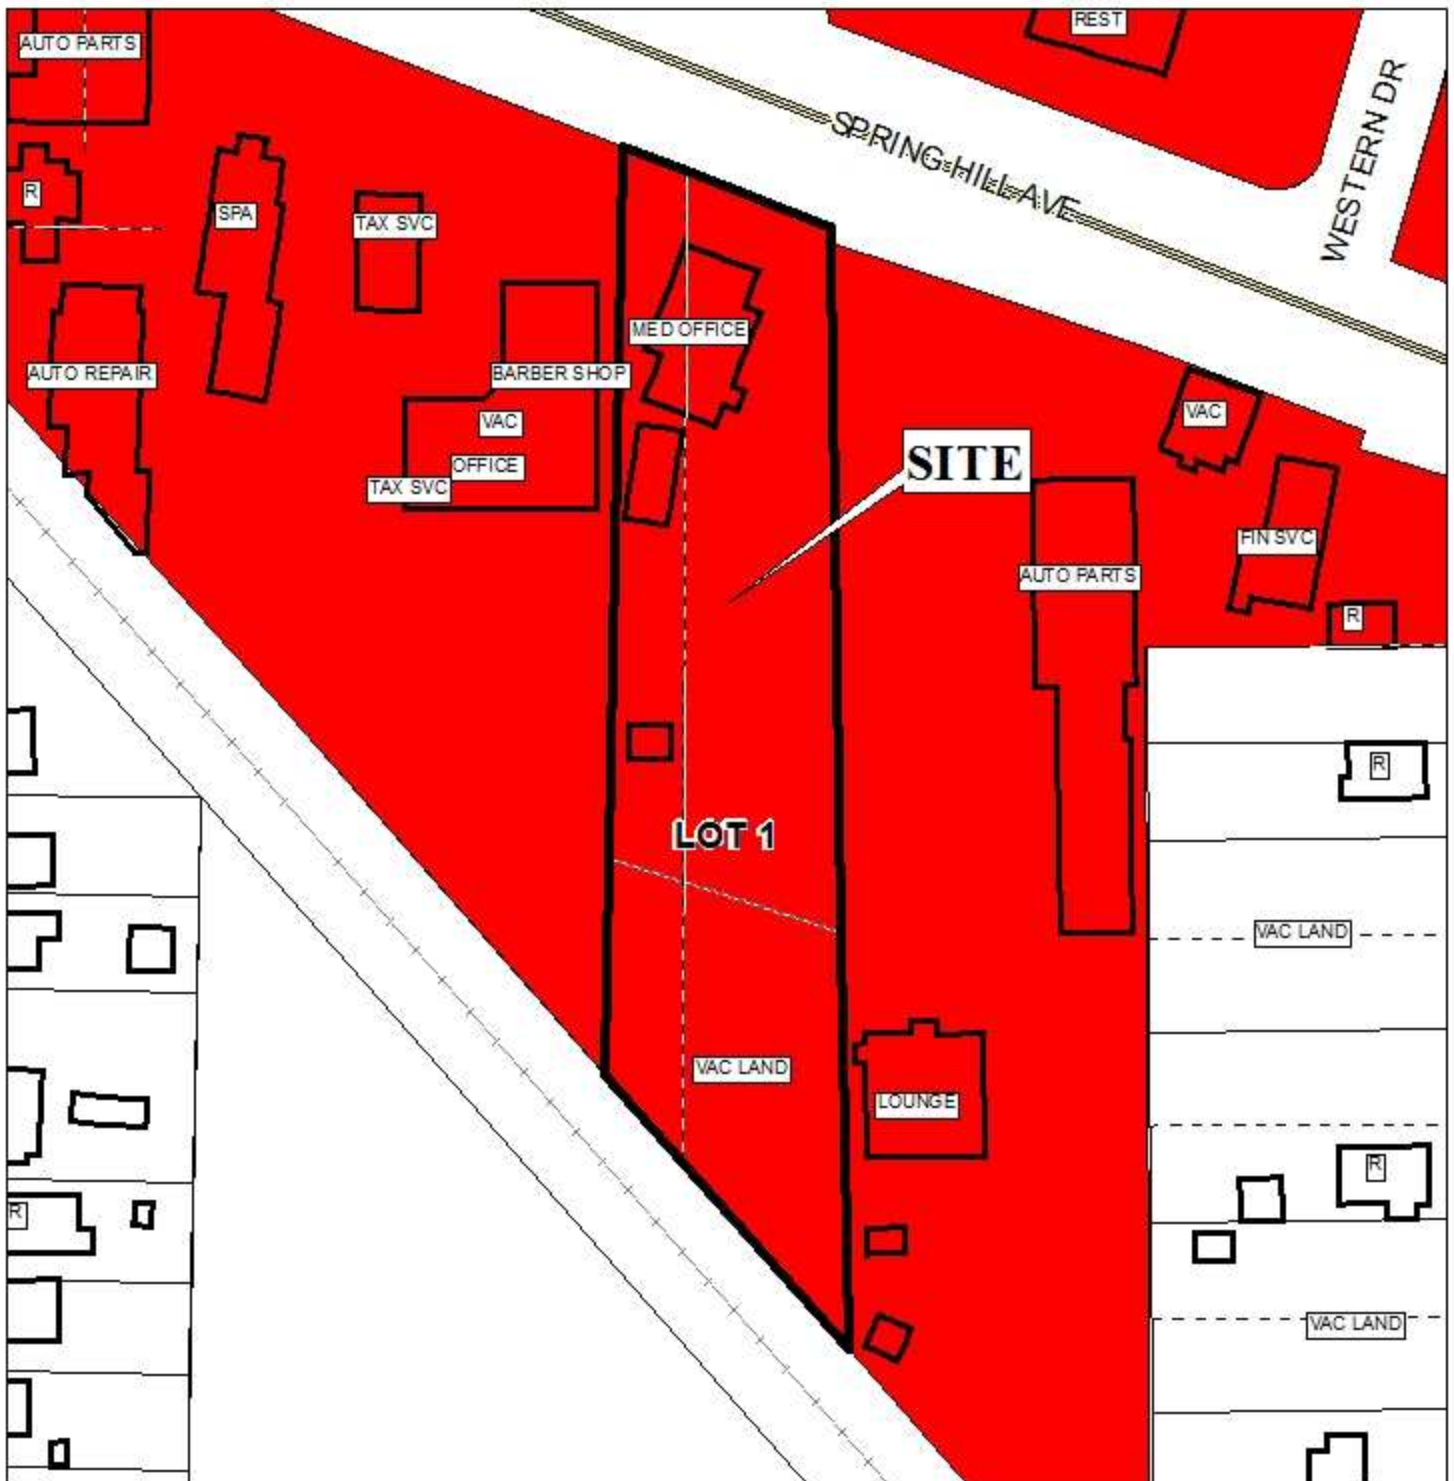 AUTO PARTS
REST
SPRING HILL AVE
WESTERN DR
R
SPA
TAX SVC
MED OFFICE
AUTO REPAIR
BARBER SHOP
VAC
VAC
OFFICE
TAX SVC
SITE
FIN SVC
AUTO PARTS
R
R
LOT 1
VAC LAND
VAC LAND
LOUNGE
R
R
VAC LAND